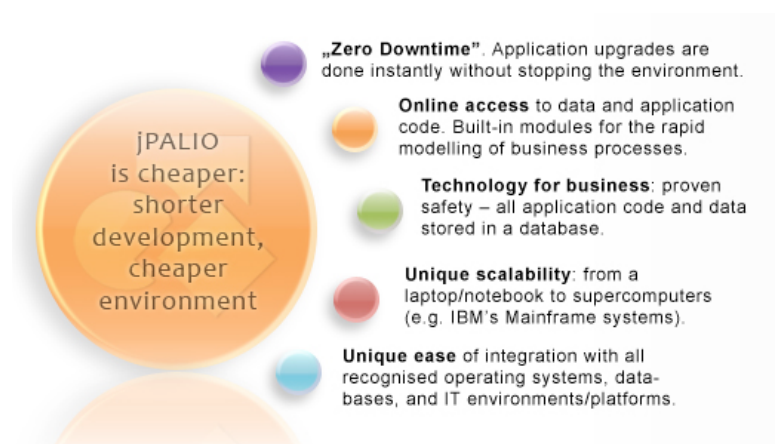 jPALIO
is cheaper:
shorter
development,
cheaper
environment
„Zero Downtime”. Application upgrades are
done instantly without stopping the environment.
Online access to data and application
code. Built-in modules for the rapid
modelling of business processes.
Technology for business: proven
safety – all application code and data
stored in a database.
Unique scalability: from a
laptop/notebook to supercomputers
(e.g. IBM’s Mainframe systems).
Unique ease of integration with all
recognised operating systems, data-
bases, and IT environments/platforms.